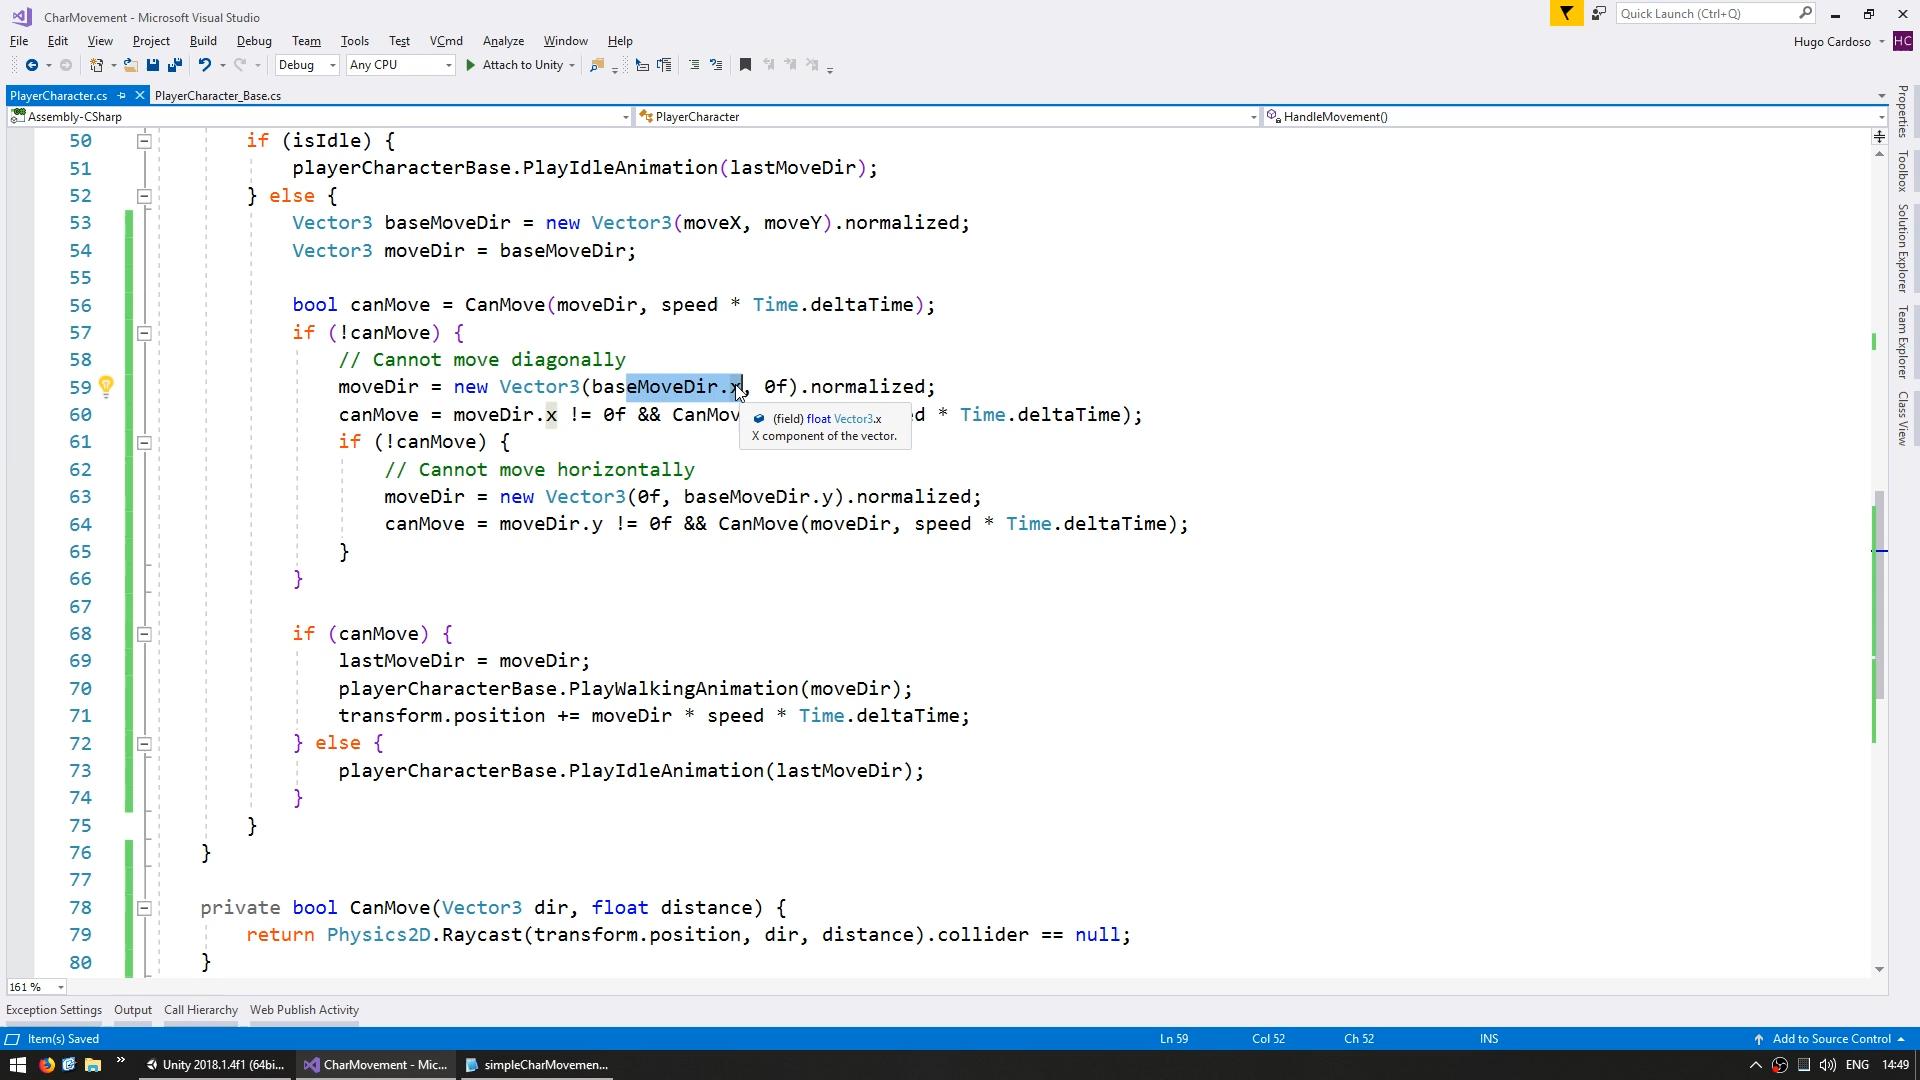 CharMovement - Microsoft Visual Studio
Quick Launch (Ctrl+Q)
File Edit View Project Build Debug Team Tools Test VCmd Analyze Window Help
Hugo Cardoso HC
Debug Any CPU Attach to Unity
PlayerCharacter.cs PlayerCharacter_Base.cs
Assembly-CSharp PlayerCharacter HandleMovement()
50 if (isIdle) {
51 playerCharacterBase.PlayIdleAnimation(lastMoveDir);
52 } else {
53 Vector3 baseMoveDir = new Vector3(moveX, moveY).normalized;
54 Vector3 moveDir = baseMoveDir;
55
56 bool canMove = CanMove(moveDir, speed * Time.deltaTime);
57 if (!canMove) {
58 // Cannot move diagonally
59 moveDir = new Vector3(baseMoveDir.x, 0f).normalized;
60 canMove = moveDir.x != 0f && CanMov d * Time.deltaTime);
(field) float Vector3.x
X component of the vector.
61 if (!canMove) {
62 // Cannot move horizontally
63 moveDir = new Vector3(0f, baseMoveDir.y).normalized;
64 canMove = moveDir.y != 0f && CanMove(moveDir, speed * Time.deltaTime);
65 }
66 }
67
68 if (canMove) {
69 lastMoveDir = moveDir;
70 playerCharacterBase.PlayWalkingAnimation(moveDir);
71 transform.position += moveDir * speed * Time.deltaTime;
72 } else {
73 playerCharacterBase.PlayIdleAnimation(lastMoveDir);
74 }
75 }
76 }
77
78 private bool CanMove(Vector3 dir, float distance) {
79 return Physics2D.Raycast(transform.position, dir, distance).collider == null;
80 }
Properties
Toolbox
Solution Explorer
Team Explorer
Class View
161 %
Exception Settings Output Call Hierarchy Web Publish Activity
Item(s) Saved Ln 59 Col 52 Ch 52 INS Add to Source Control
Unity 2018.1.4f1 (64bi... CharMovement - Mic... simpleCharMovemen... ENG 14:49